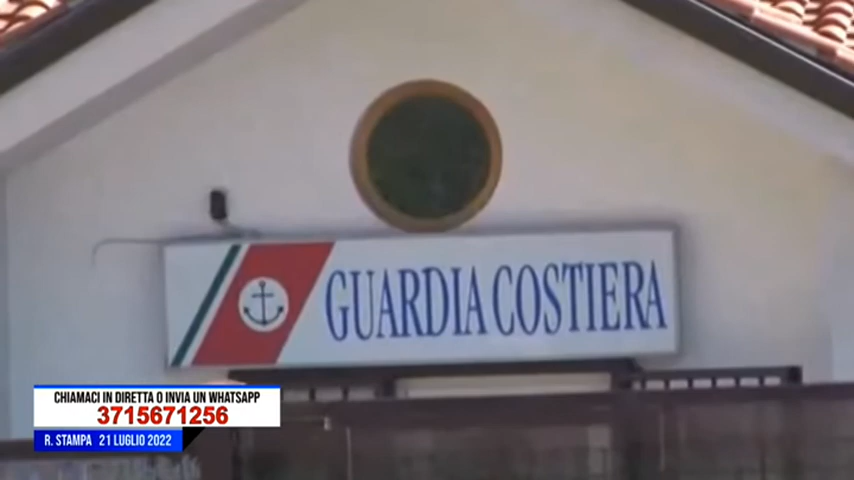 GUARDIA COSTIERA
CHIAMACI IN DIRETTA O INVIA UN WHATSAPP
3715671256
R. STAMPA 21 LUGLIO 2022